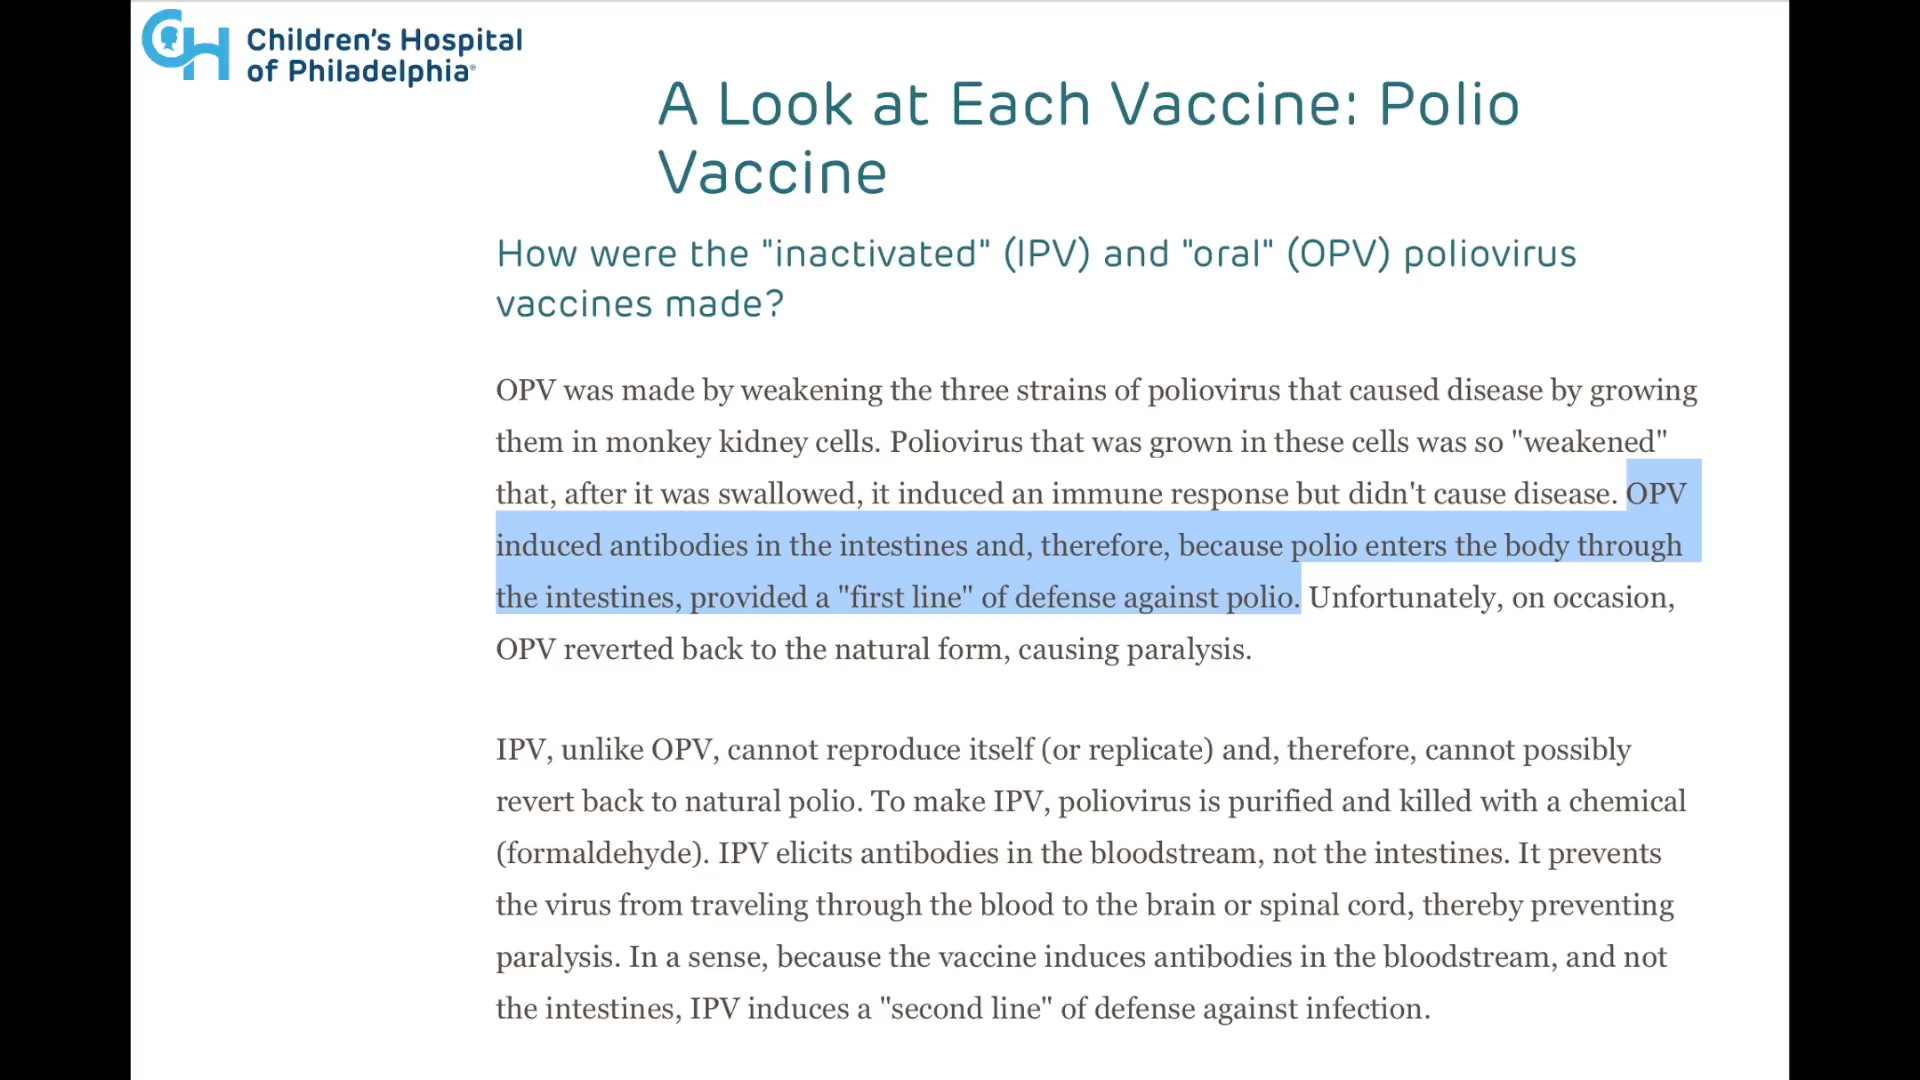 Children's Hospital
of Philadelphia®
A Look at Each Vaccine: Polio
Vaccine
How were the "inactivated" (IPV) and "oral" (OPV) poliovirus
vaccines made?
OPV was made by weakening the three strains of poliovirus that caused disease by growing
them in monkey kidney cells. Poliovirus that was grown in these cells was so "weakened"
that, after it was swallowed, it induced an immune response but didn't cause disease. OPV
induced antibodies in the intestines and, therefore, because polio enters the body through
the intestines, provided a "first line" of defense against polio. Unfortunately, on occasion,
OPV reverted back to the natural form, causing paralysis.
IPV, unlike OPV, cannot reproduce itself (or replicate) and, therefore, cannot possibly
revert back to natural polio. To make IPV, poliovirus is purified and killed with a chemical
(formaldehyde). IPV elicits antibodies in the bloodstream, not the intestines. It prevents
the virus from traveling through the blood to the brain or spinal cord, thereby preventing
paralysis. In a sense, because the vaccine induces antibodies in the bloodstream, and not
the intestines, IPV induces a "second line" of defense against infection.